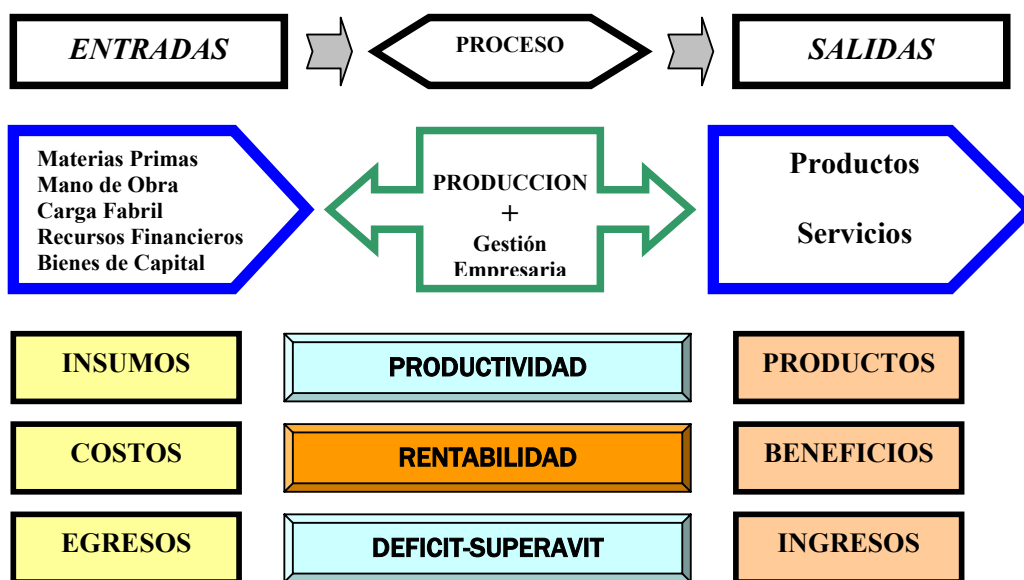 ENTRADAS
PROCESO
SALIDAS
Materias Primas
Mano de Obra
Carga Fabril
Recursos Financieros
Bienes de Capital
PRODUCCION
+
Gestión
Empresaria
Productos
Servicios
INSUMOS
PRODUCTIVIDAD
PRODUCTOS
COSTOS
RENTABILIDAD
BENEFICIOS
EGRESOS
DEFICIT-SUPERAVIT
INGRESOS